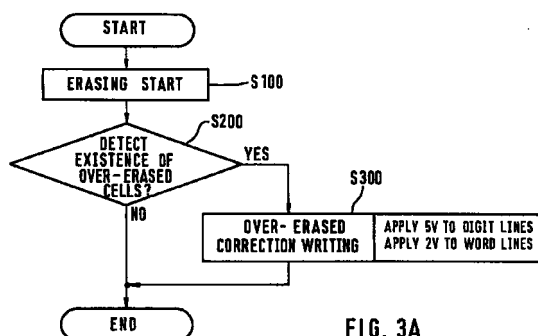 START
ERASING START
S100
S200
DETECT
EXISTENCE OF
OVER-ERASED
CELLS?
YES
NO
S300
OVER- ERASED
CORRECTION WRITING
APPLY 5V TO DIGIT LINES
APPLY 2V TO WORD LINES
END
FIG. 3A